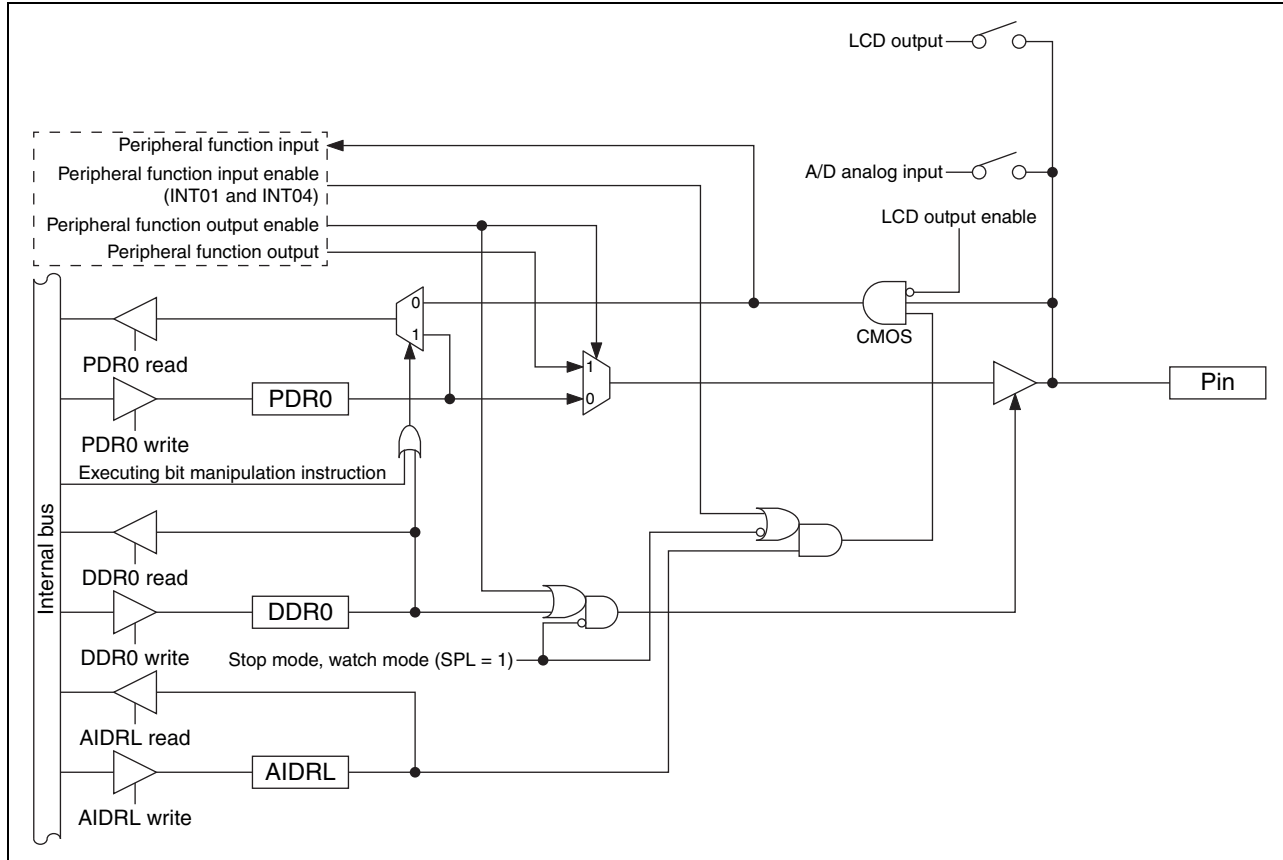 LCD output
Peripheral function input
Peripheral function input enable
(INT01 and INT04)
A/D analog input
Peripheral function output enable
LCD output enable
Peripheral function output
0
1
CMOS
PDR0 read
1
0
PDR0
Pin
PDR0 write
Executing bit manipulation instruction
Internal bus
DDR0 read
DDR0
DDR0 write
Stop mode, watch mode (SPL = 1)
AIDRL read
AIDRL
AIDRL write